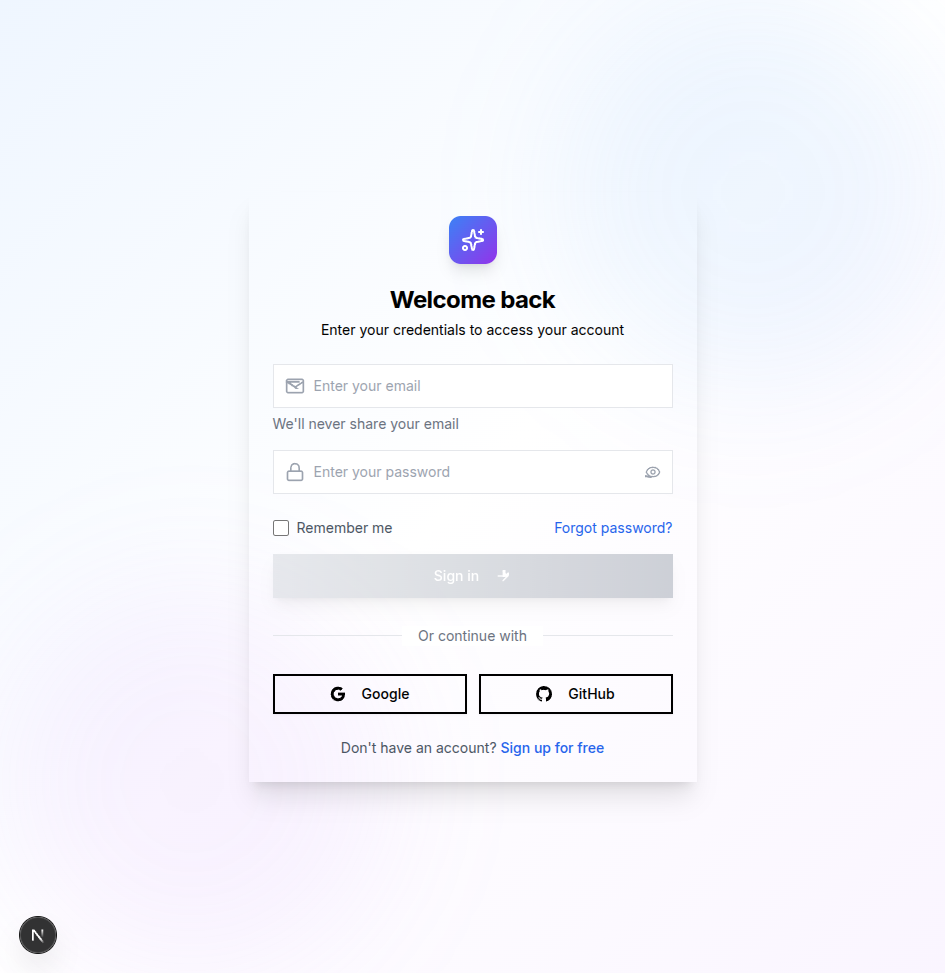 Welcome back
Enter your credentials to access your account
Enter your email
We'll never share your email
Enter your password
Remember me
Forgot password?
Sign in
Or continue with
Google
GitHub
Don't have an account? Sign up for free
N